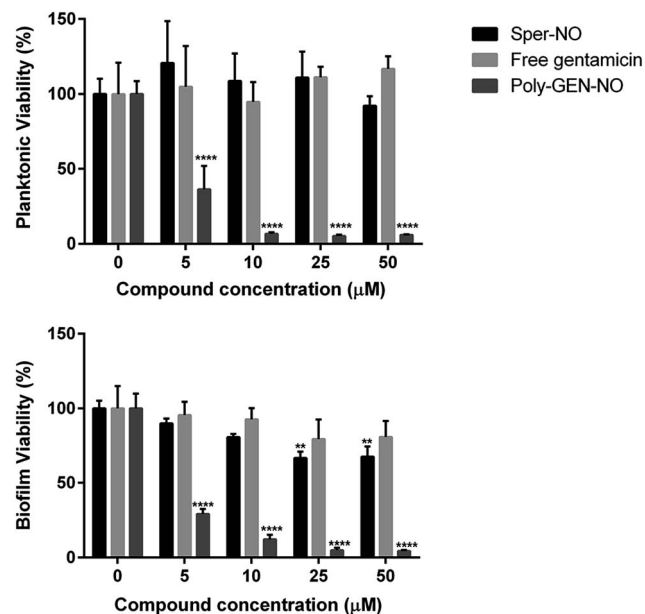 Sper-NO
Free gentamicin
Poly-GEN-NO
Planktonic Viability (%)
150
100
50
0
****
****
****
****
0 5 10 25 50
Compound concentration (μM)
Biofilm Viability (%)
150
100
50
0
**
**
****
****
****
****
0 5 10 25 50
Compound concentration (μM)